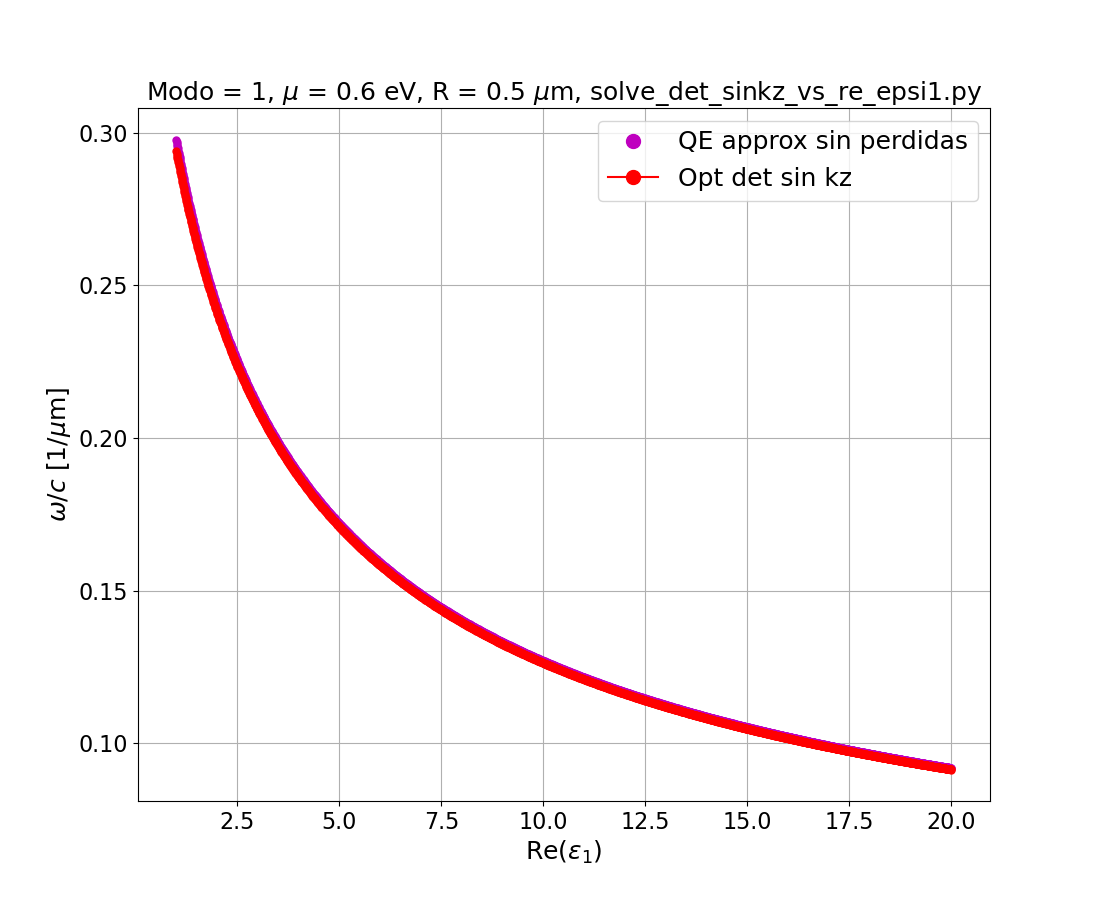 Modo = 1, μ = 0.6 eV, R = 0.5 μm, solve_det_sinkz_vs_re_epsi1.py
QE approx sin perdidas
Opt det sin kz
0.30
0.25
0.20
0.15
0.10
ω/c [1/μm]
2.5 5.0 7.5 10.0 12.5 15.0 17.5 20.0
Re(ε₁)